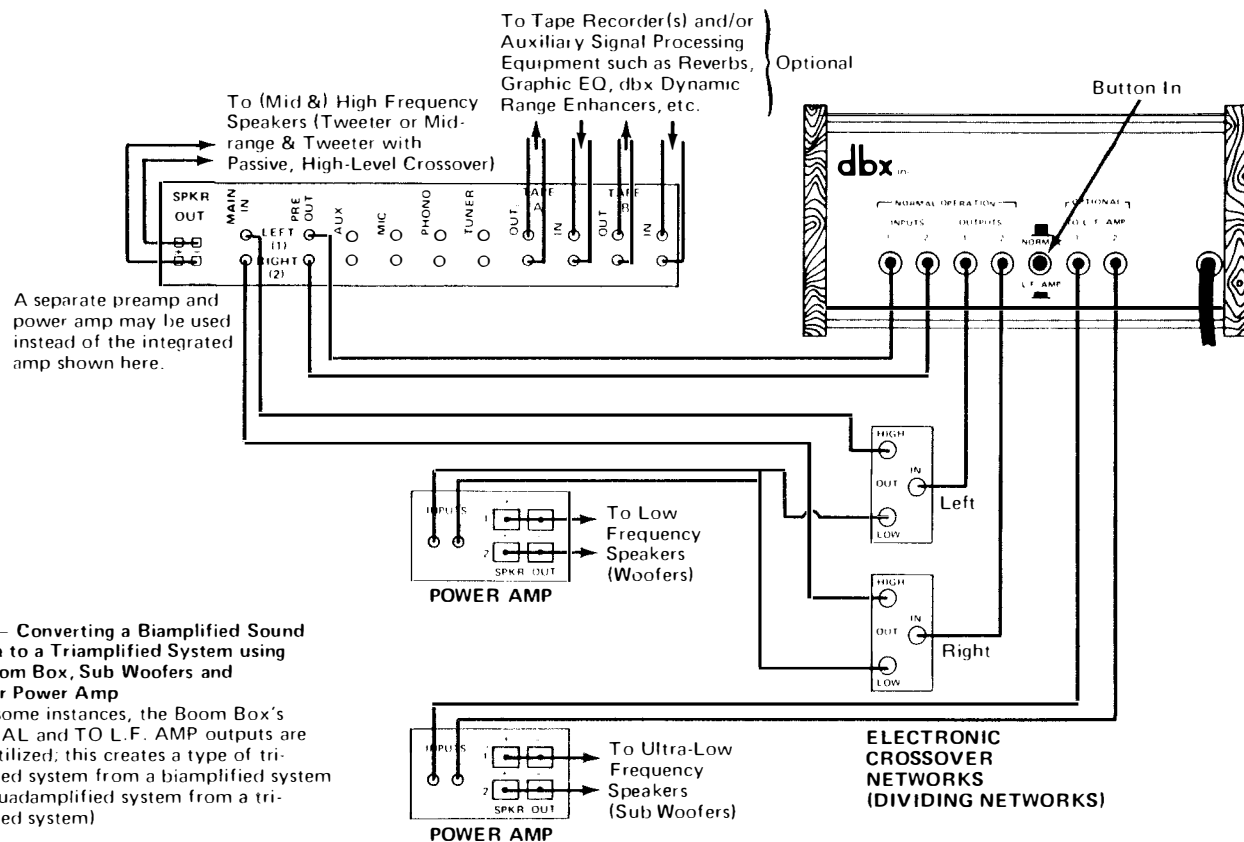 To Tape Recorder(s) and/or
Auxiliary Signal Processing
Equipment such as Reverbs,
Graphic EQ, dbx Dynamic
Range Enhancers, etc.
Optional
To (Mid &) High Frequency
Speakers (Tweeter or Mid-
range & Tweeter with
Passive, High-Level Crossover)
Button In
SPKR
OUT
+ −
MAIN
IN
PRE
OUT
LEFT
(1)
RIGHT
(2)
AUX
MIC
PHONO
TUNER
TAPE
A
OUT
IN
TAPE
B
OUT
IN
dbx
NORMAL OPERATION
INPUTS
OUTPUTS
1 2 1 2
NORMAL
L.F. AMP
OPTIONAL
TO L.F. AMP
1 2
A separate preamp and
power amp may be used
instead of the integrated
amp shown here.
HIGH
OUT
IN
LOW
Left
HIGH
OUT
IN
LOW
Right
INPUTS
1
2
SPKR OUT
POWER AMP
To Low
Frequency
Speakers
(Woofers)
INPUTS
1
2
SPKR OUT
POWER AMP
To Ultra-Low
Frequency
Speakers
(Sub Woofers)
ELECTRONIC
CROSSOVER
NETWORKS
(DIVIDING NETWORKS)
– Converting a Biamplified Sound
to a Triamplified System using
om Box, Sub Woofers and
r Power Amp
some instances, the Boom Box's
AL and TO L.F. AMP outputs are
tilized; this creates a type of tri-
ed system from a biamplified system
uadamplified system from a tri-
ed system)